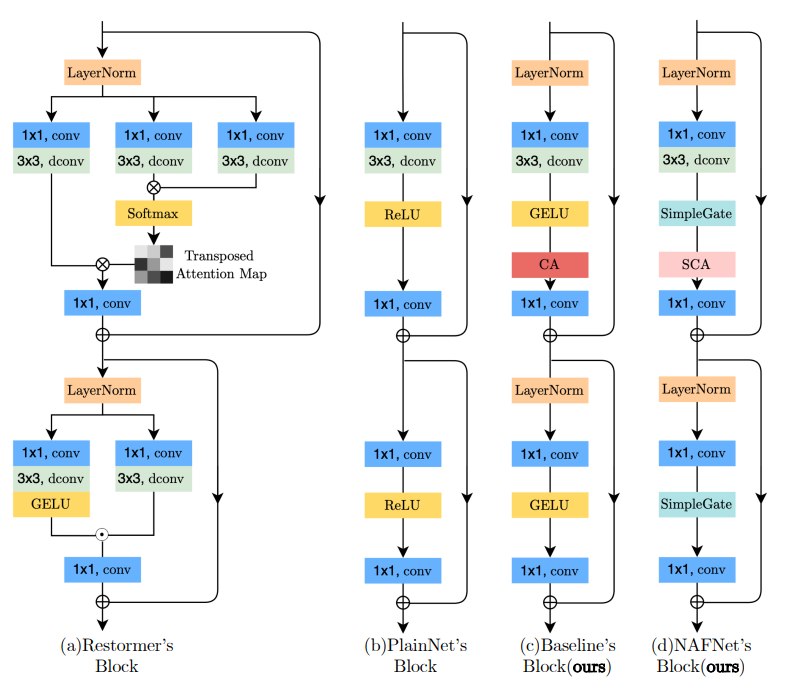 LayerNorm
1x1, conv
3x3, dconv
1x1, conv
3x3, dconv
1x1, conv
3x3, dconv
Softmax
Transposed
Attention Map
1x1, conv
LayerNorm
1x1, conv
3x3, dconv
GELU
1x1, conv
3x3, dconv
1x1, conv
(a)Restormer's
Block
1x1, conv
3x3, dconv
ReLU
1x1, conv
1x1, conv
ReLU
1x1, conv
(b)PlainNet's
Block
LayerNorm
1x1, conv
3x3, dconv
GELU
CA
1x1, conv
LayerNorm
1x1, conv
GELU
1x1, conv
(c)Baseline's
Block(ours)
LayerNorm
1x1, conv
3x3, dconv
SimpleGate
SCA
1x1, conv
LayerNorm
1x1, conv
SimpleGate
1x1, conv
(d)NAFNet's
Block(ours)